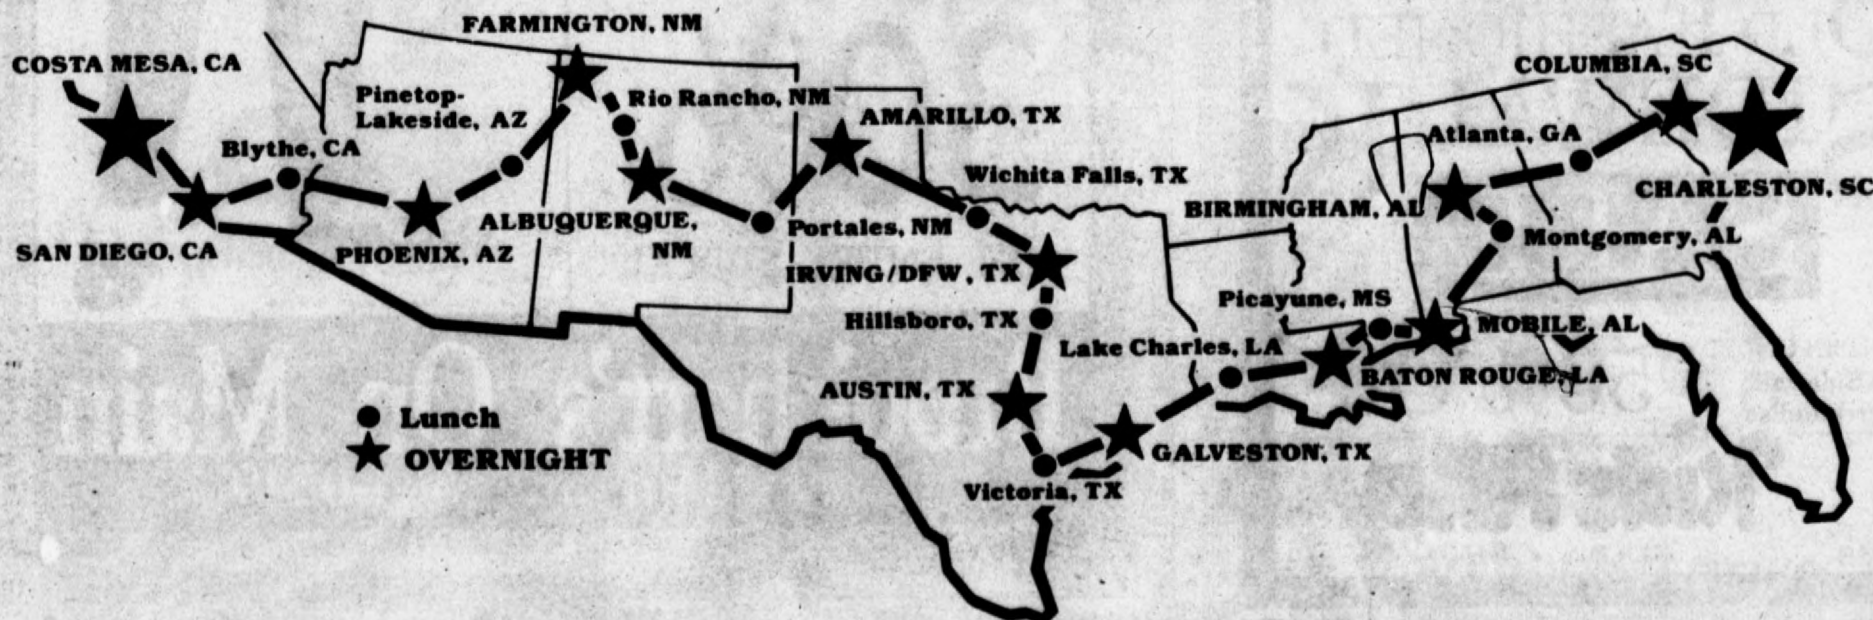 FARMINGTON, NM
COSTA MESA, CA
COLUMBIA, SC
Pinetop-
Lakeside, AZ
Rio Rancho, NM
AMARILLO, TX
Atlanta, GA
Blythe, CA
Wichita Falls, TX
CHARLESTON, SC
BIRMINGHAM, AL
ALBUQUERQUE,
NM
Portales, NM
Montgomery, AL
SAN DIEGO, CA
PHOENIX, AZ
IRVING/DFW, TX
Picayune, MS
Hillsboro, TX
MOBILE, AL
Lake Charles, LA
BATON ROUGE, LA
AUSTIN, TX
Lunch
OVERNIGHT
GALVESTON, TX
Victoria, TX